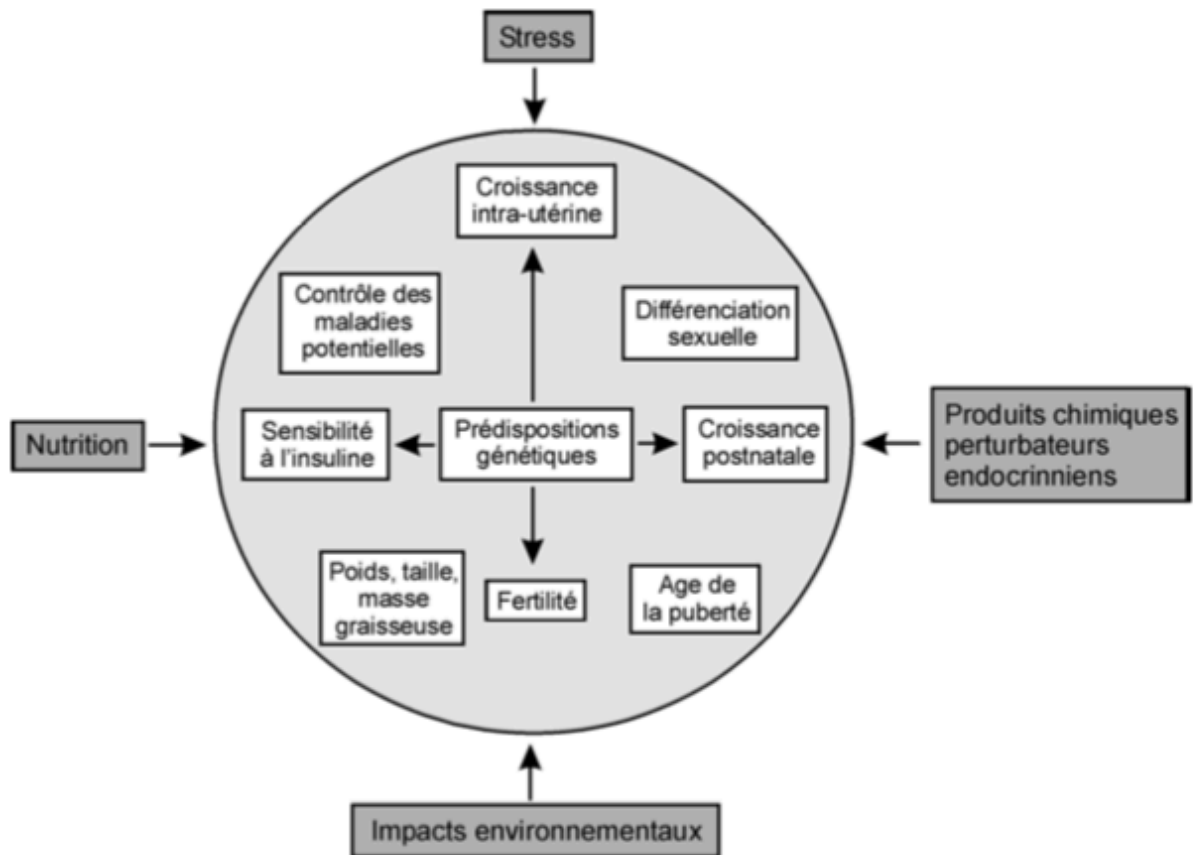 Stress
Croissance
intra-utérine
Contrôle des
maladies
potentielles
Différenciation
sexuelle
Nutrition
Sensibilité
à l'insuline
Prédispositions
génétiques
Croissance
postnatale
Produits chimiques
perturbateurs
endocrinniens
Poids, taille,
masse
graisseuse
Fertilité
Age de
la puberté
Impacts environnementaux